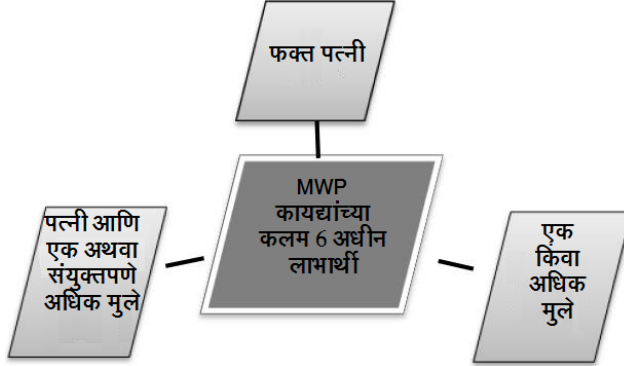 फक्त पत्नी
MWP
कायद्यांच्या
कलम 6 अधीन
लाभार्थी
पत्नी आणि
एक अथवा
संयुक्तपणे
अधिक मुले
एक
किंवा
अधिक
मुले